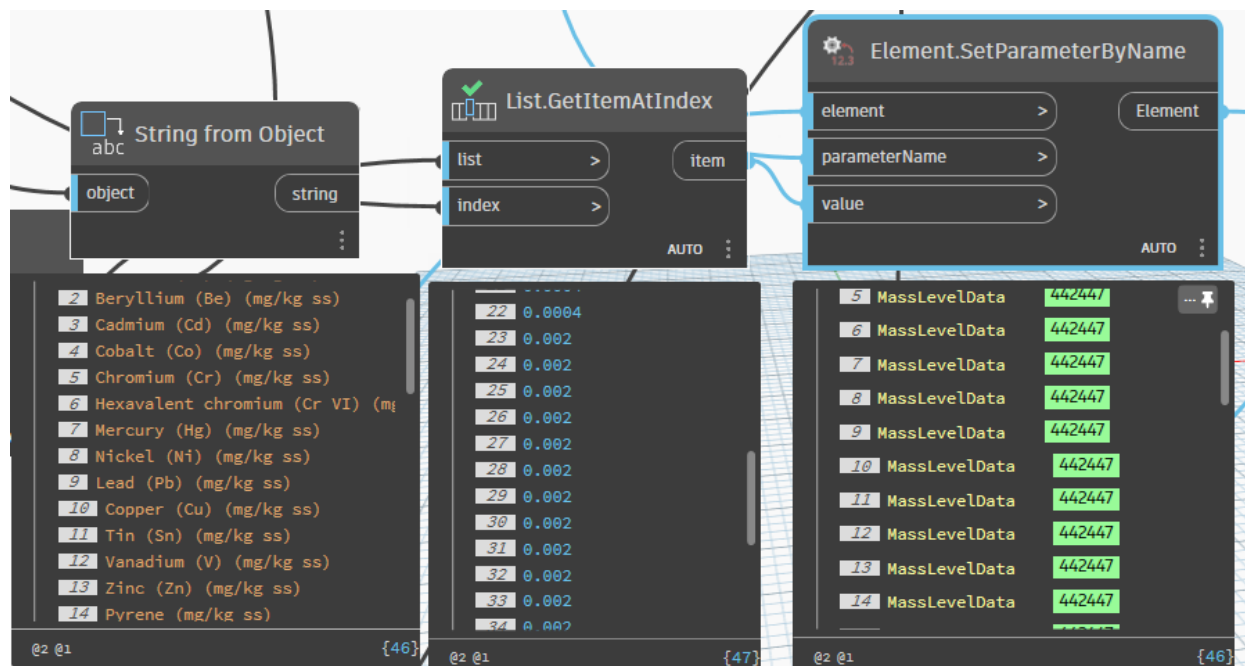 String from Object
abc
object
string
2 Beryllium (Be) (mg/kg ss)
3 Cadmium (Cd) (mg/kg ss)
4 Cobalt (Co) (mg/kg ss)
5 Chromium (Cr) (mg/kg ss)
6 Hexavalent chromium (Cr VI) (mg
7 Mercury (Hg) (mg/kg ss)
8 Nickel (Ni) (mg/kg ss)
9 Lead (Pb) (mg/kg ss)
10 Copper (Cu) (mg/kg ss)
11 Tin (Sn) (mg/kg ss)
12 Vanadium (V) (mg/kg ss)
13 Zinc (Zn) (mg/kg ss)
14 Pyrene (mg/kg ss)
@2 @1 {46}
List.GetItemAtIndex
list >
item
index >
AUTO
22 0.0004
23 0.002
24 0.002
25 0.002
26 0.002
27 0.002
28 0.002
29 0.002
30 0.002
31 0.002
32 0.002
33 0.002
34 0.002
@2 @1 {47}
Element.SetParameterByName
12.3
element >
Element
parameterName >
value >
AUTO
5 MassLevelData 442447
6 MassLevelData 442447
7 MassLevelData 442447
8 MassLevelData 442447
9 MassLevelData 442447
10 MassLevelData 442447
11 MassLevelData 442447
12 MassLevelData 442447
13 MassLevelData 442447
14 MassLevelData 442447
@2 @1 {46}